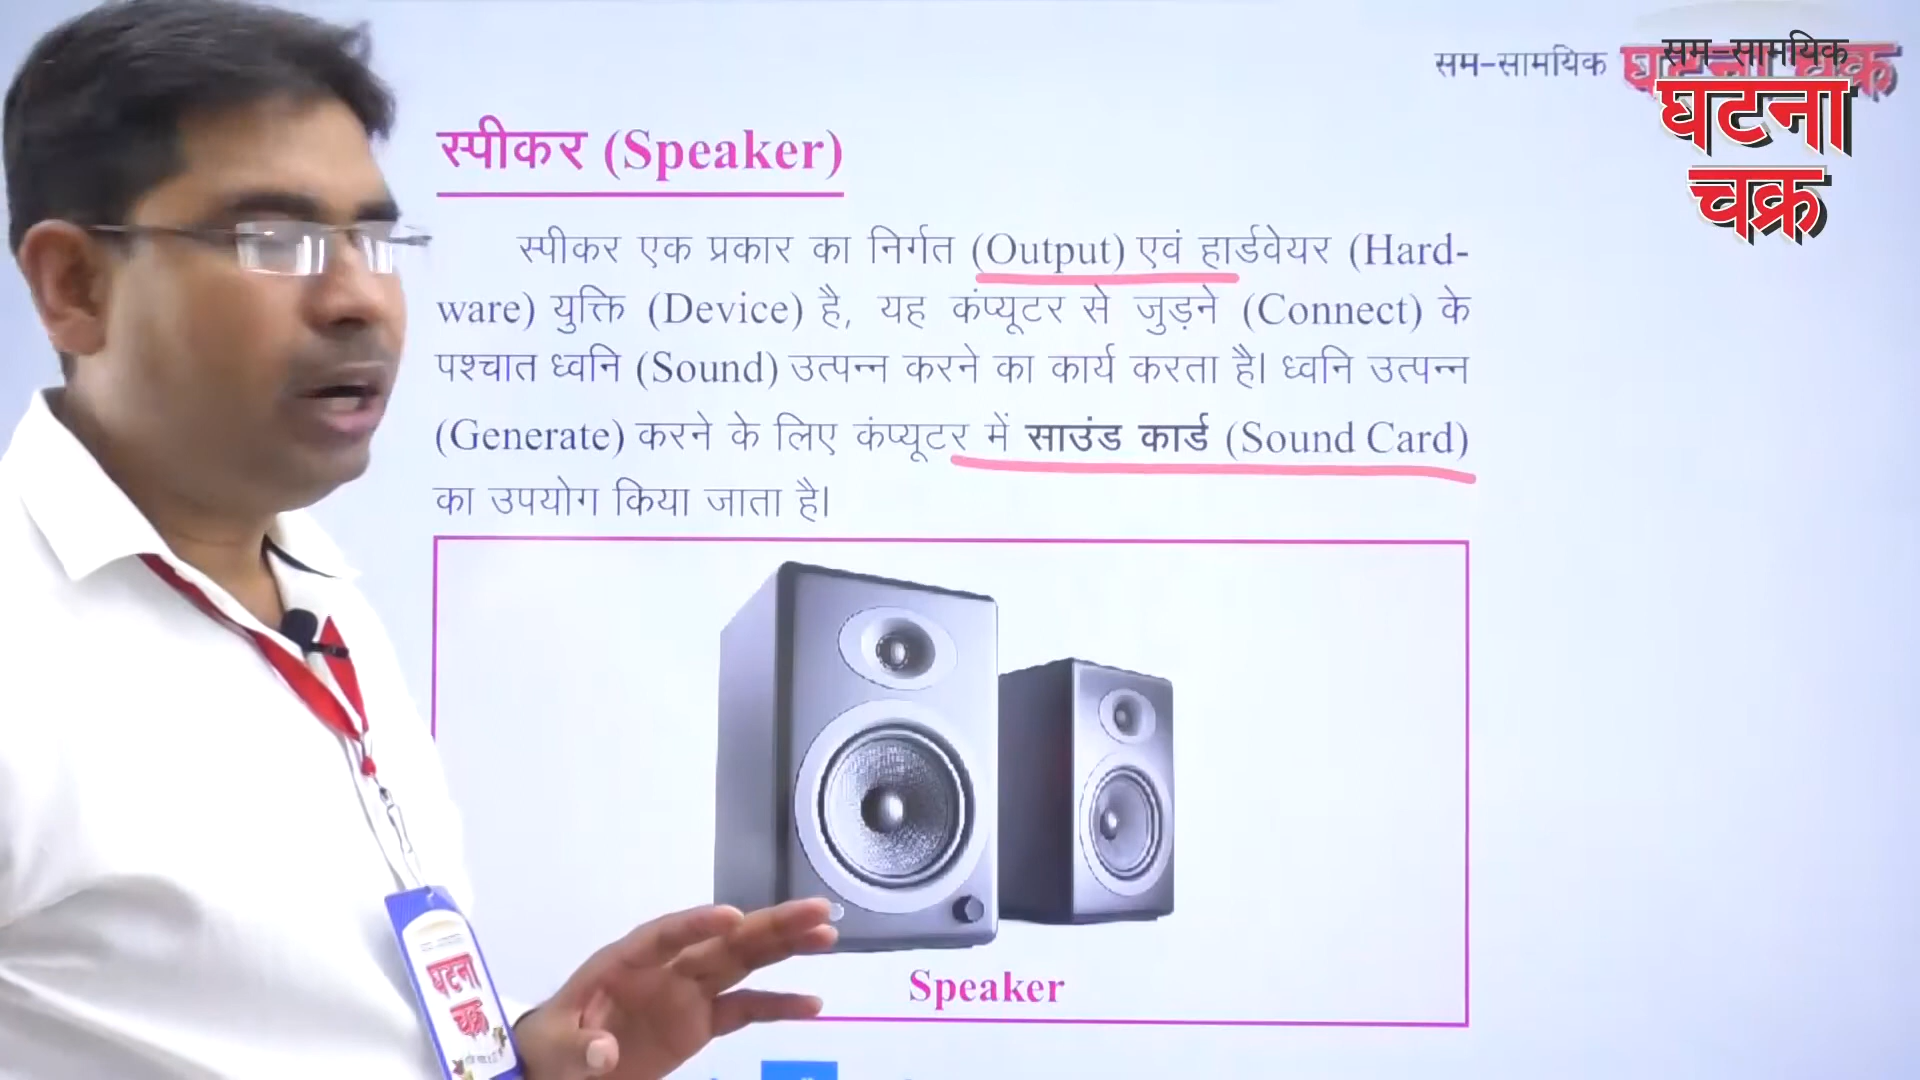 सम-सामयिक घटना चक्र
सम-सामयिक
घटना
चक्र
स्पीकर (Speaker)
स्पीकर एक प्रकार का निर्गत (Output) एवं हार्डवेयर (Hard-
ware) युक्ति (Device) है, यह कंप्यूटर से जुड़ने (Connect) के
पश्चात ध्वनि (Sound) उत्पन्न करने का कार्य करता है। ध्वनि उत्पन्न
(Generate) करने के लिए कंप्यूटर में साउंड कार्ड (Sound Card)
का उपयोग किया जाता है।
Speaker
घटना
चक्र